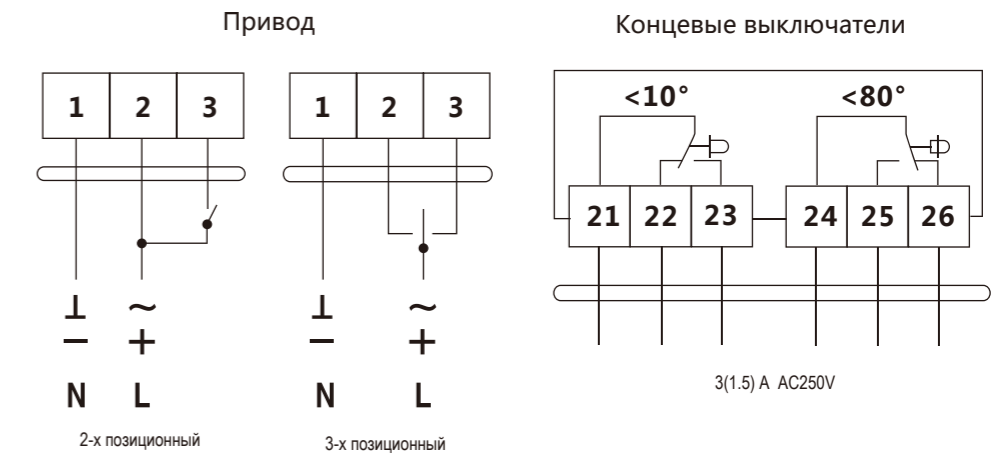 Привод
Концевые выключатели
1 2 3
1 2 3
<10° <80°
21 22 23 24 25 26
⊥ ~
− +
N L
2-х позиционный
⊥ ~
− +
N L
3-х позиционный
3(1.5) A AC250V